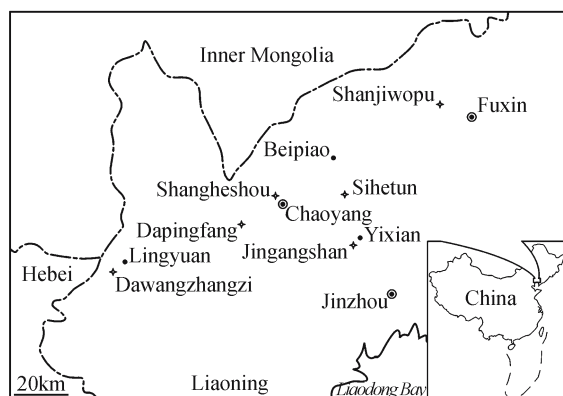 Inner Mongolia
Shanjiwopu
Fuxin
Beipiao
Shangheshou
Sihetun
Chaoyang
Dapingfang
Yixian
Jingangshan
Lingyuan
Hebei
Dawangzhangzi
China
Jinzhou
20km
Liaoning
Liaodong Bay